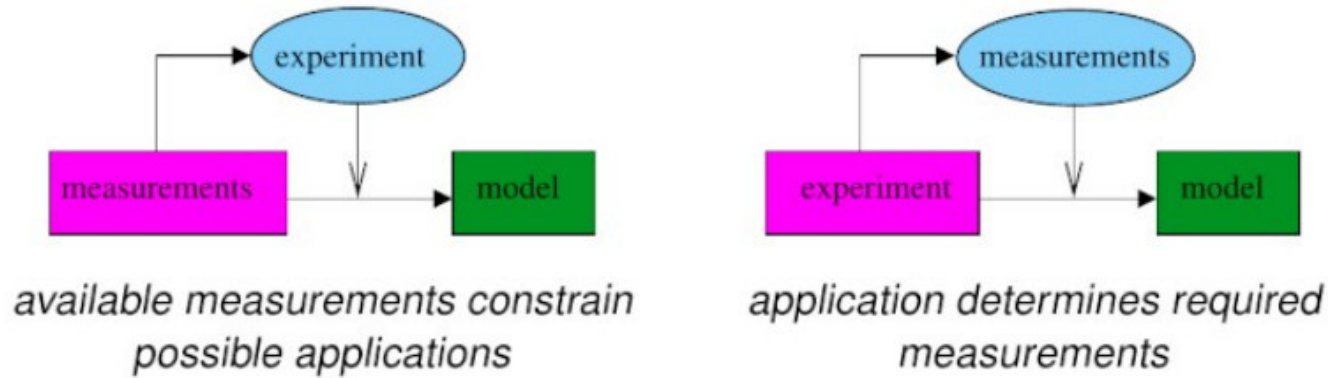 experiment
measurements
model
available measurements constrain
possible applications
measurements
experiment
model
application determines required
measurements